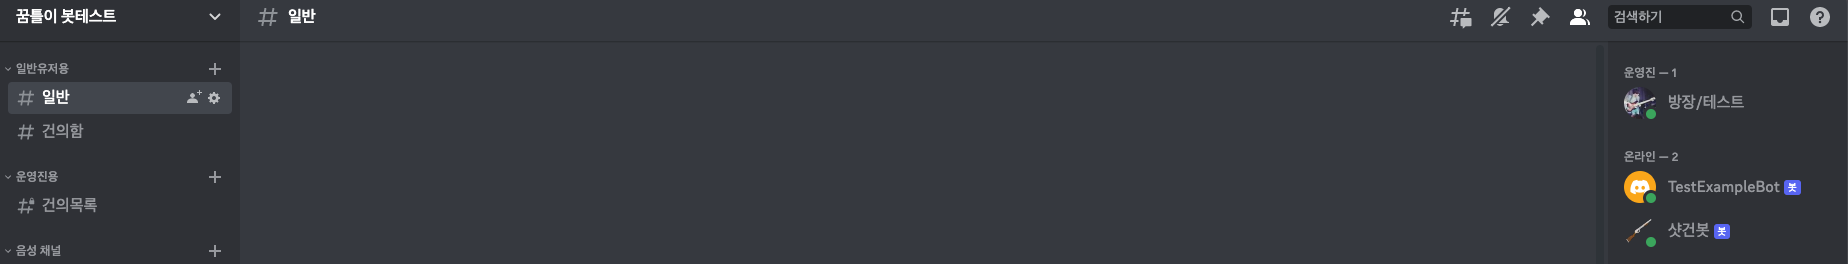 꿈틀이 봇테스트
일반유저용
일반
건의함
운영진용
건의목록
음성 채널
일반
검색하기
운영진 — 1
방장/테스트
온라인 — 2
TestExampleBot 봇
샷건봇 봇